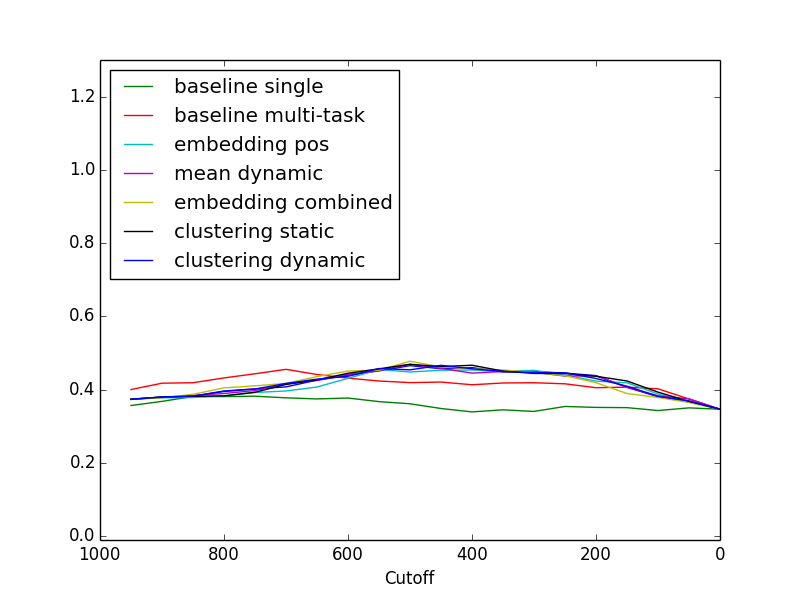 1.2
1.0
0.8
0.6
0.4
0.2
0.0
baseline single
baseline multi-task
embedding pos
mean dynamic
embedding combined
clustering static
clustering dynamic
1000 800 600 400 200 0
Cutoff